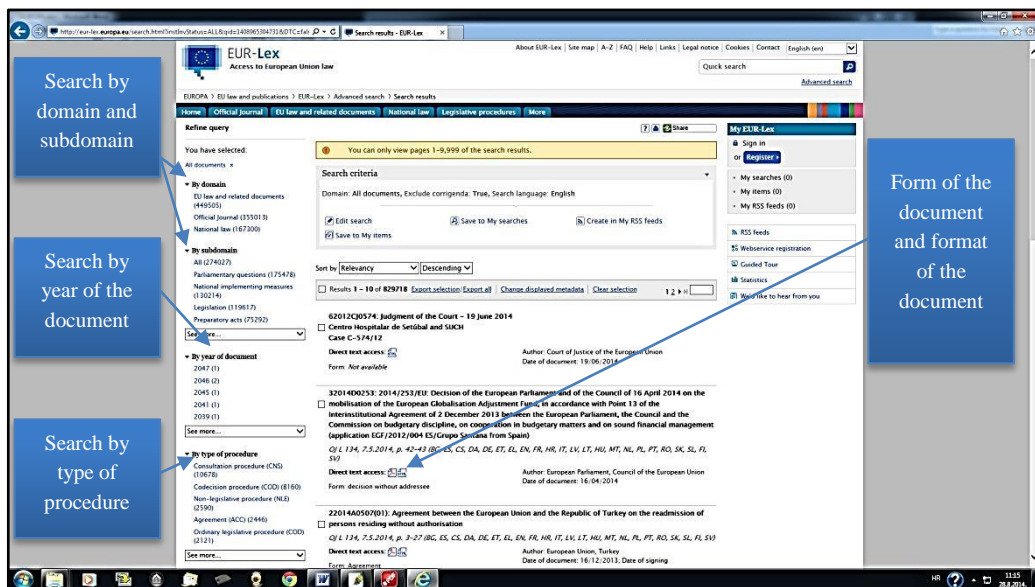 http://eur-lex.europa.eu/search.html?instInvStatus=ALL&qid=1408965304731&DTC=fals
Search results - EUR-Lex
EUR-Lex
Access to European Union law
About EUR-Lex | Site map | A-Z | FAQ | Help | Links | Legal notice | Cookies | Contact English (en)
Quick search
Advanced search
EUROPA > EU law and publications > EUR-Lex > Advanced search > Search results
Home Official Journal EU law and related documents National law Legislative procedures More
Search by
domain and
subdomain
Search by
year of the
document
Search by
type of
procedure
Refine query
You have selected:
All documents ×
By domain
EU law and related documents
(449505)
Official Journal (355013)
National law (167300)
By subdomain
All (274027)
Parliamentary questions (175478)
National implementing measures
(130214)
Legislation (119617)
Preparatory acts (75292)
See more...
By year of document
2047 (1)
2046 (2)
2045 (1)
2041 (1)
2039 (1)
See more...
By type of procedure
Consultation procedure (CNS)
(10678)
Codecision procedure (COD) (8160)
Non-legislative procedure (NLE)
(2590)
Agreement (ACC) (2446)
Ordinary legislative procedure (COD)
(2121)
See more...
? Share
You can only view pages 1-9,999 of the search results.
Search criteria
Domain: All documents, Exclude corrigenda: True, Search language: English
Edit search Save to My searches Create in My RSS feeds
Save to My items
Sort by Relevancy Descending
Results 1 - 10 of 829718 Export selection Export all | Change displayed metadata | Clear selection 1 2
62012CJ0574: Judgment of the Court - 19 June 2014
Centro Hospitalar de Setúbal and SUCH
Case C-574/12
Direct text access: Author: Court of Justice of the European Union
Date of document: 19/06/2014
Form: Not available
32014D0253: 2014/253/EU: Decision of the European Parliament and of the Council of 16 April 2014 on the
mobilisation of the European Globalisation Adjustment Fund, in accordance with Point 13 of the
Interinstitutional Agreement of 2 December 2013 between the European Parliament, the Council and the
Commission on budgetary discipline, on cooperation in budgetary matters and on sound financial management
(application EGF/2012/004 ES/Grupo Santana from Spain)
OJ L 134, 7.5.2014, p. 42-43 (BG, ES, CS, DA, DE, ET, EL, EN, FR, HR, IT, LV, LT, HU, MT, NL, PL, PT, RO, SK, SL, FI,
SV)
Direct text access: Author: European Parliament, Council of the European Union
Date of document: 16/04/2014
Form: decision without addressee
22014A0507(01): Agreement between the European Union and the Republic of Turkey on the readmission of
persons residing without authorisation
OJ L 134, 7.5.2014, p. 3-27 (BG, ES, CS, DA, DE, ET, EL, EN, FR, HR, IT, LV, LT, HU, MT, NL, PL, PT, RO, SK, SL, FI, SV)
Direct text access: Author: European Union, Turkey
Date of document: 16/12/2013; Date of signing
Form: Agreement
My EUR-Lex
Sign in
or Register
My searches (0)
My items (0)
My RSS feeds (0)
RSS feeds
Webservice registration
Guided Tour
Statistics
We'd like to hear from you
Form of the
document
and format
of the
document
HR
11:15
28.8.2014.